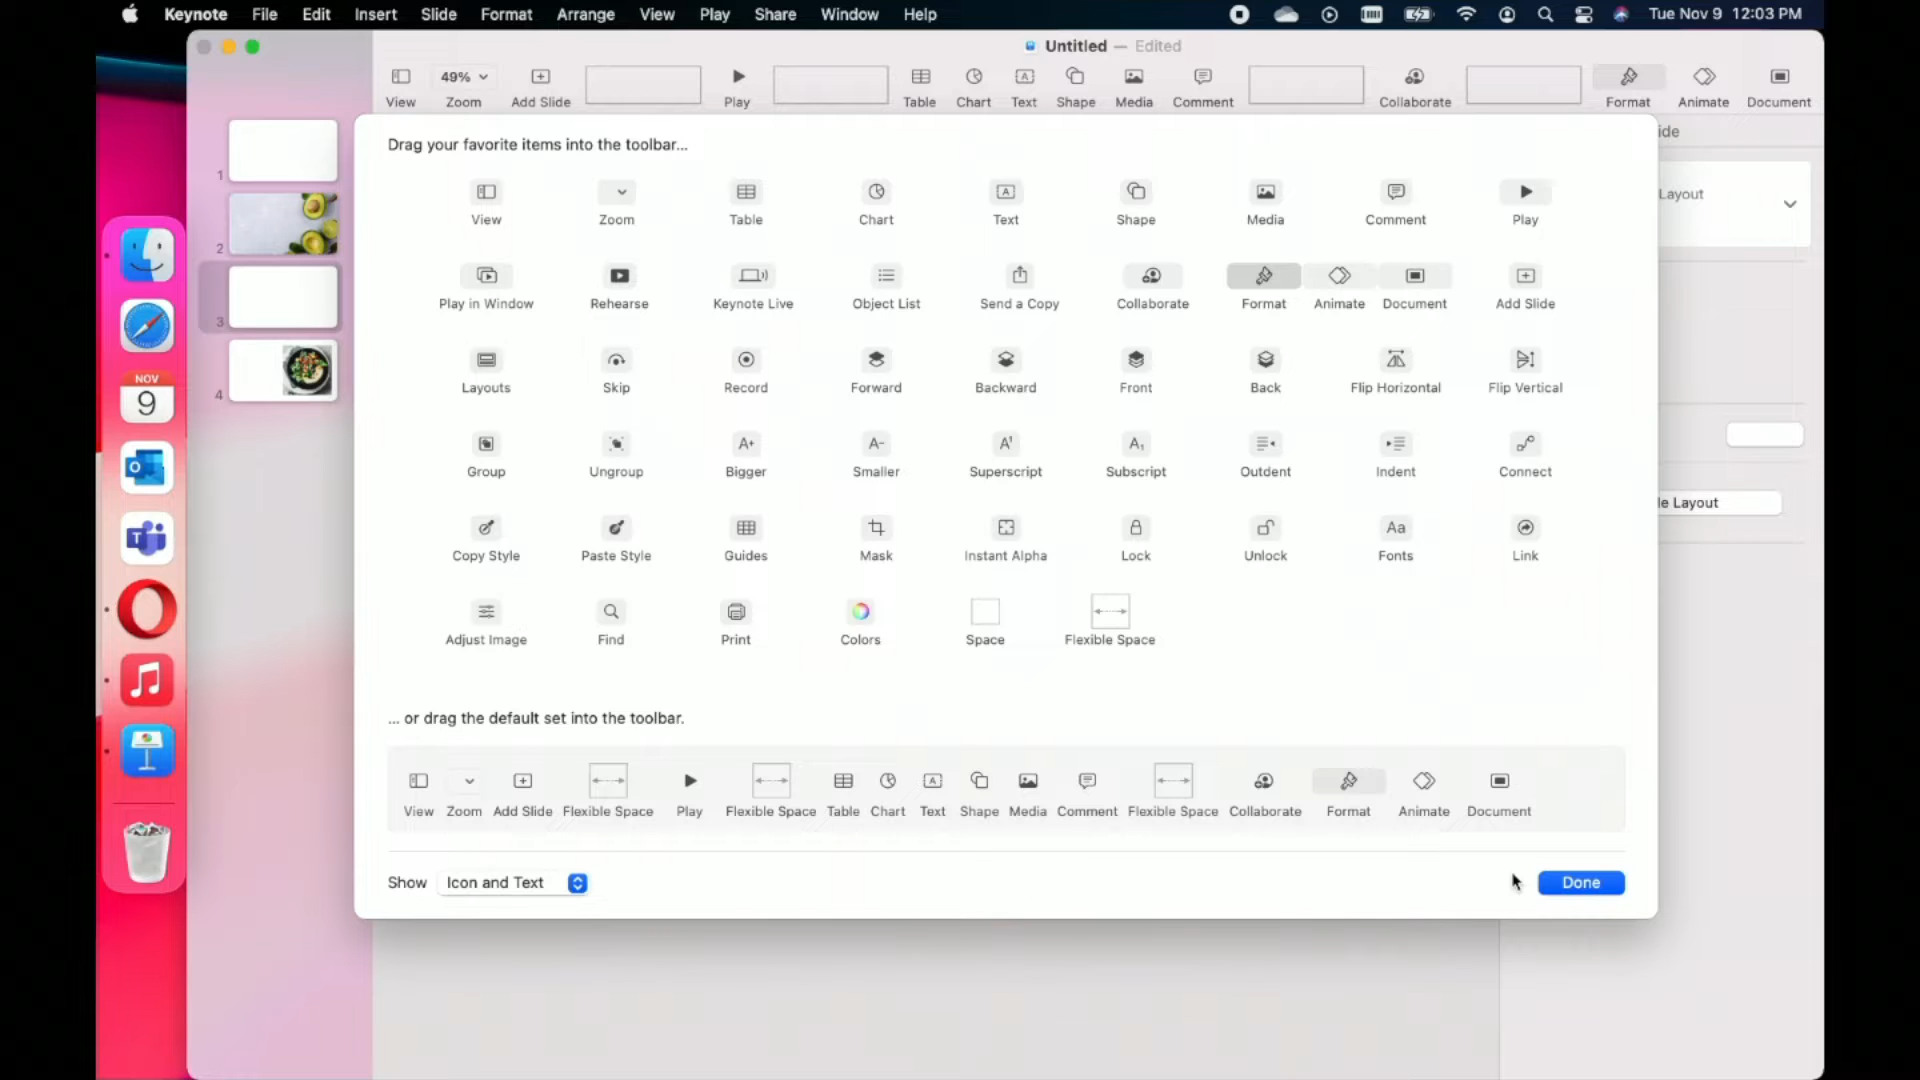 Keynote File Edit Insert Slide Format Arrange View Play Share Window Help Tue Nov 9 12:03 PM
Untitled — Edited
49%
View Zoom Add Slide Play Table Chart Text Shape Media Comment Collaborate Format Animate Document
ide
Drag your favorite items into the toolbar...
Layout
View Zoom Table Chart Text Shape Media Comment Play
Play in Window Rehearse Keynote Live Object List Send a Copy Collaborate Format Animate Document Add Slide
Layouts Skip Record Forward Backward Front Back Flip Horizontal Flip Vertical
Group Ungroup Bigger Smaller Superscript Subscript Outdent Indent Connect
le Layout
Copy Style Paste Style Guides Mask Instant Alpha Lock Unlock Fonts Link
Adjust Image Find Print Colors Space Flexible Space
... or drag the default set into the toolbar.
View Zoom Add Slide Flexible Space Play Flexible Space Table Chart Text Shape Media Comment Flexible Space Collaborate Format Animate Document
Show Icon and Text Done
1
2
3
4
NOV
9